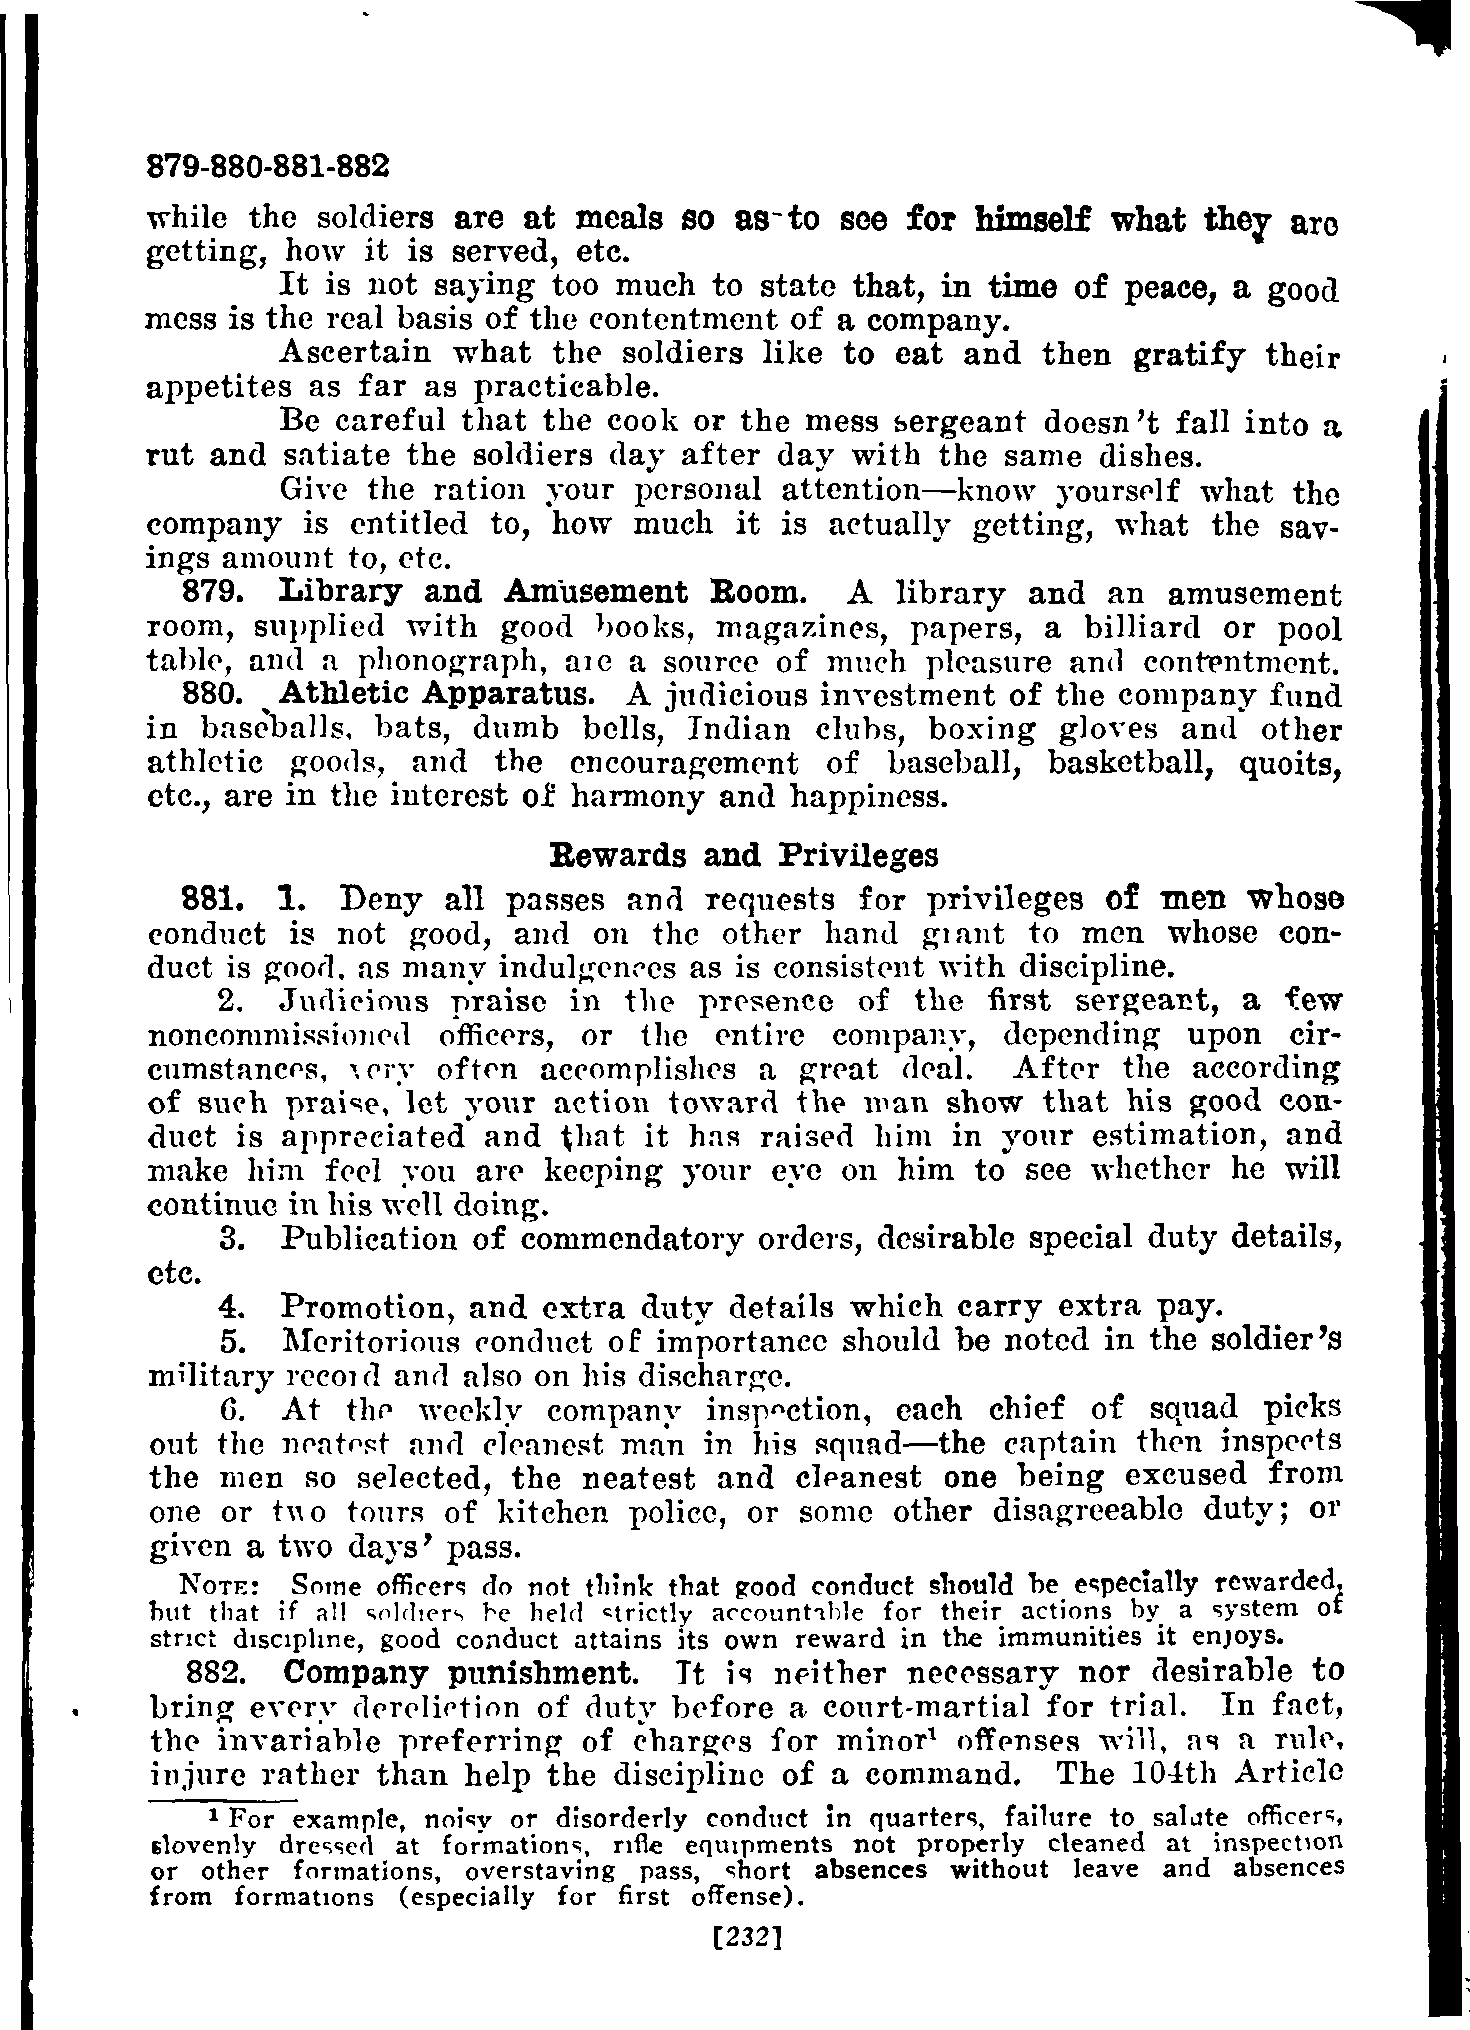 879-880-881-882
while the soldiers are at meals so as to see for himself what they are
getting, how it is served, etc.
It is not saying too much to state that, in time of peace, a good
mess is the real basis of the contentment of a company.
Ascertain what the soldiers like to eat and then gratify their
appetites as far as practicable.
Be careful that the cook or the mess sergeant doesn't fall into a
rut and satiate the soldiers day after day with the same dishes.
Give the ration your personal attention—know yourself what the
company is entitled to, how much it is actually getting, what the sav-
ings amount to, etc.
879. Library and Amusement Room. A library and an amusement
room, supplied with good books, magazines, papers, a billiard or pool
table, and a phonograph, are a source of much pleasure and contentment.
880. Athletic Apparatus. A judicious investment of the company fund
in baseballs, bats, dumb bells, Indian clubs, boxing gloves and other
athletic goods, and the encouragement of baseball, basketball, quoits,
etc., are in the interest of harmony and happiness.
Rewards and Privileges
881. 1. Deny all passes and requests for privileges of men whose
conduct is not good, and on the other hand grant to men whose con-
duct is good, as many indulgences as is consistent with discipline.
2. Judicious praise in the presence of the first sergeant, a few
noncommissioned officers, or the entire company, depending upon cir-
cumstances, very often accomplishes a great deal. After the according
of such praise, let your action toward the man show that his good con-
duct is appreciated and that it has raised him in your estimation, and
make him feel you are keeping your eye on him to see whether he will
continue in his well doing.
3. Publication of commendatory orders, desirable special duty details,
etc.
4. Promotion, and extra duty details which carry extra pay.
5. Meritorious conduct of importance should be noted in the soldier's
military record and also on his discharge.
6. At the weekly company inspection, each chief of squad picks
out the neatest and cleanest man in his squad—the captain then inspects
the men so selected, the neatest and cleanest one being excused from
one or two tours of kitchen police, or some other disagreeable duty; or
given a two days' pass.
NOTE: Some officers do not think that good conduct should be especially rewarded,
but that if all soldiers be held strictly accountable for their actions by a system of
strict discipline, good conduct attains its own reward in the immunities it enjoys.
882. Company punishment. It is neither necessary nor desirable to
bring every dereliction of duty before a court-martial for trial. In fact,
the invariable preferring of charges for minor¹ offenses will, as a rule,
injure rather than help the discipline of a command. The 104th Article
¹ For example, noisy or disorderly conduct in quarters, failure to salute officers,
slovenly dressed at formations, rifle equipments not properly cleaned at inspection
or other formations, overstaying pass, short absences without leave and absences
from formations (especially for first offense).
[232]